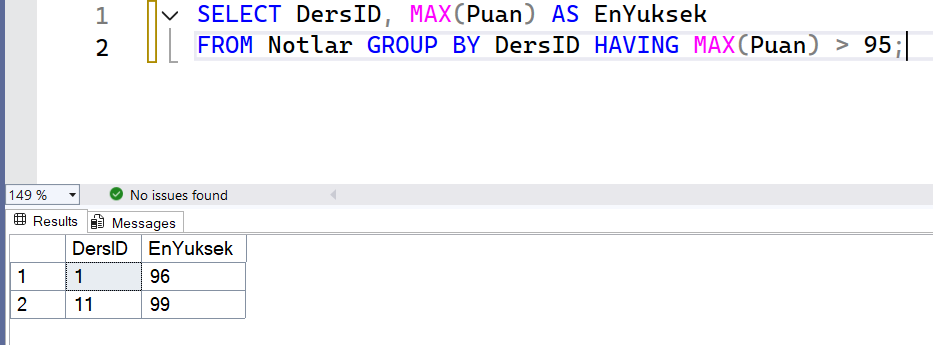 1 SELECT DersID, MAX(Puan) AS EnYuksek
2 FROM Notlar GROUP BY DersID HAVING MAX(Puan) > 95;
149 % No issues found
Results Messages
DersID EnYuksek
1 1 96
2 11 99